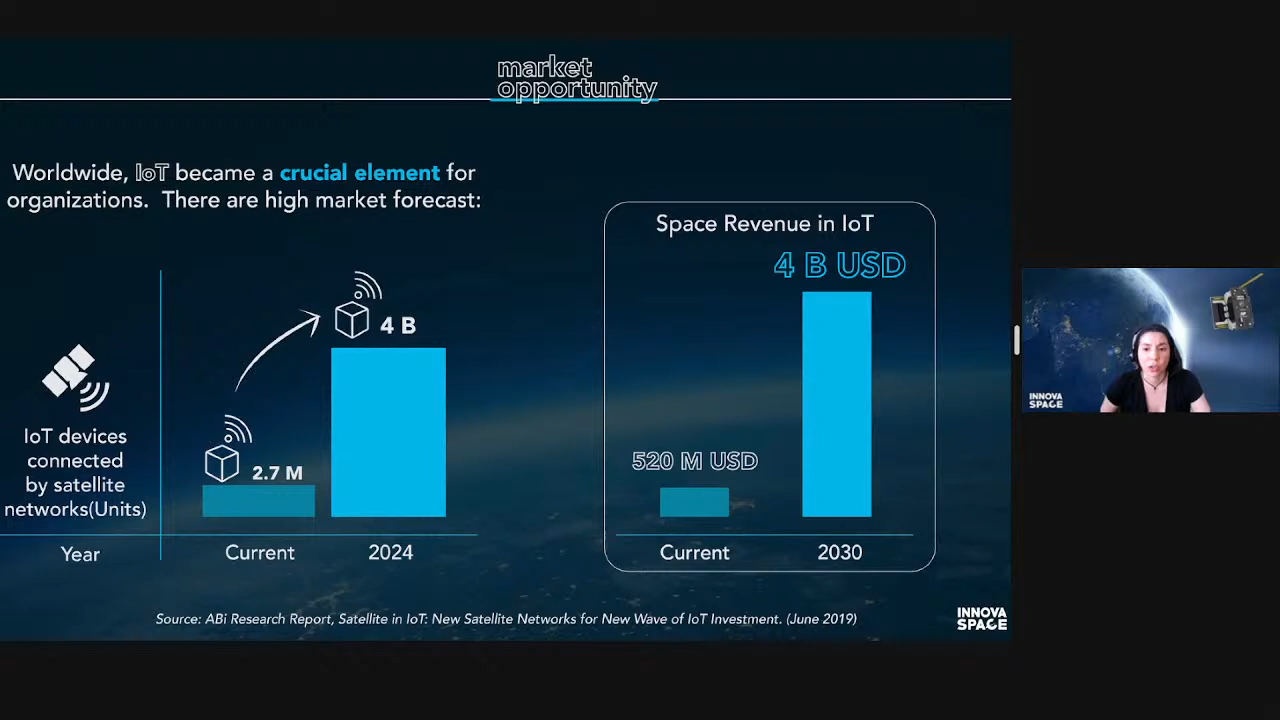 market
opportunity
Worldwide, IoT became a crucial element for
organizations. There are high market forecast:
IoT devices
connected
by satellite
networks(Units)
4 B
2.7 M
Year
Current
2024
Space Revenue in IoT
4 B USD
520 M USD
Current
2030
Source: ABi Research Report, Satellite in IoT: New Satellite Networks for New Wave of IoT Investment. (June 2019)
INNOVA
SPACE
INNOVA
SPACE